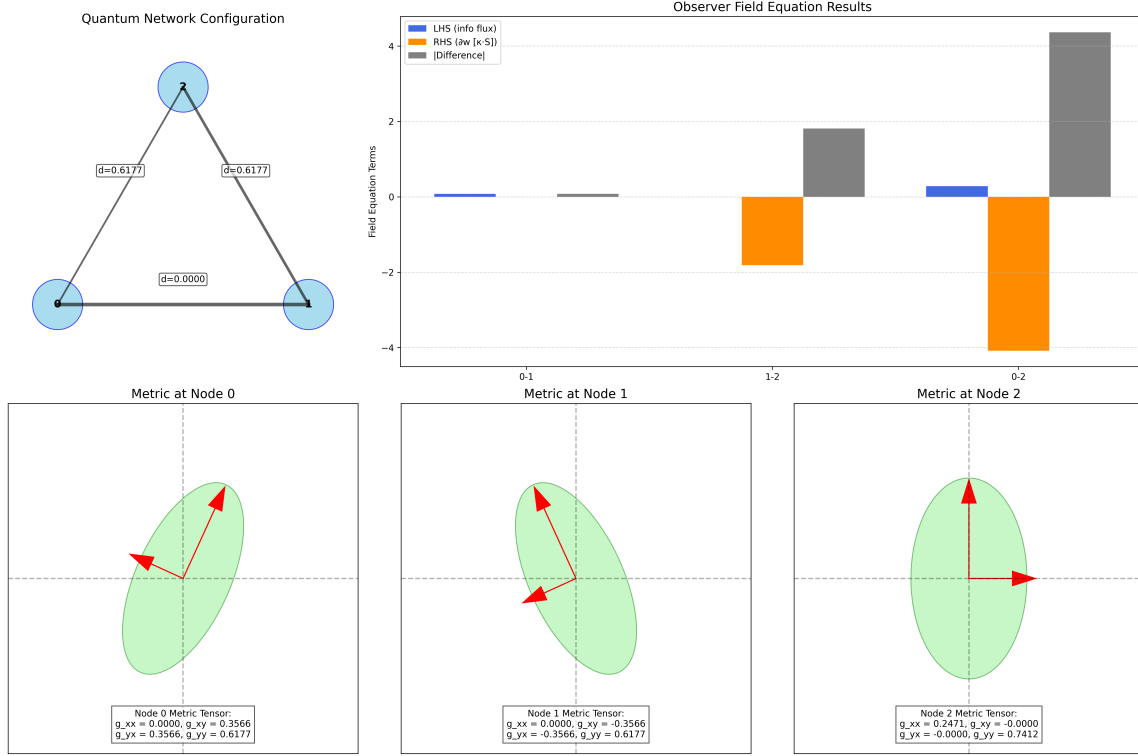 Quantum Network Configuration
2
d=0.6177
d=0.6177
d=0.0000
0
1
Observer Field Equation Results
LHS (info flux)
RHS (∂w [κ·S])
|Difference|
Field Equation Terms
4
2
0
−2
−4
0-1
1-2
0-2
Metric at Node 0
Node 0 Metric Tensor:
g_xx = 0.0000, g_xy = 0.3566
g_yx = 0.3566, g_yy = 0.6177
Metric at Node 1
Node 1 Metric Tensor:
g_xx = 0.0000, g_xy = -0.3566
g_yx = -0.3566, g_yy = 0.6177
Metric at Node 2
Node 2 Metric Tensor:
g_xx = 0.2471, g_xy = -0.0000
g_yx = -0.0000, g_yy = 0.7412